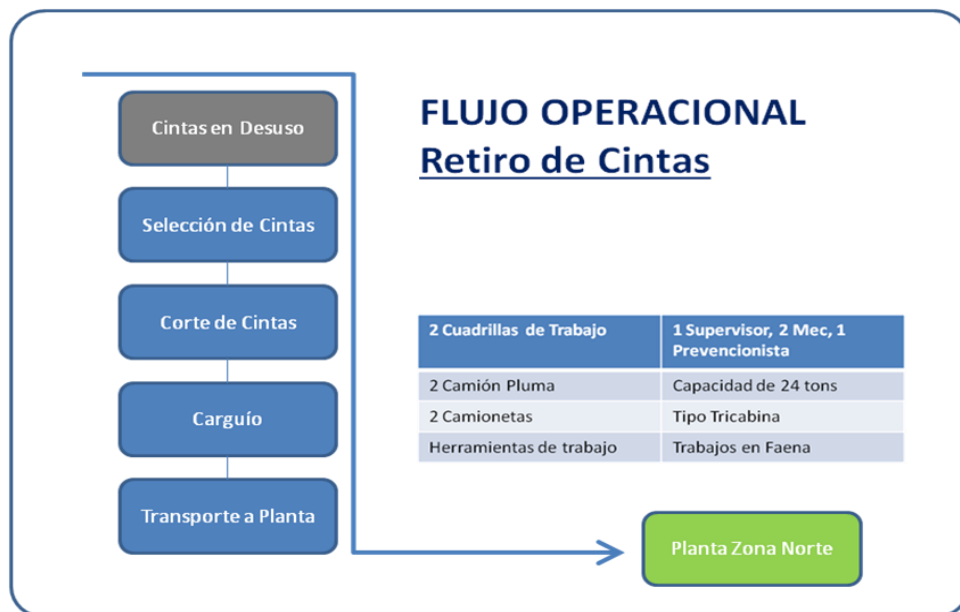 FLUJO OPERACIONAL
Retiro de Cintas
Cintas en Desuso
Selección de Cintas
Corte de Cintas
Carguío
Transporte a Planta
2 Cuadrillas de Trabajo
1 Supervisor, 2 Mec, 1
Prevencionista
2 Camión Pluma
Capacidad de 24 tons
2 Camionetas
Tipo Tricabina
Herramientas de trabajo
Trabajos en Faena
Planta Zona Norte